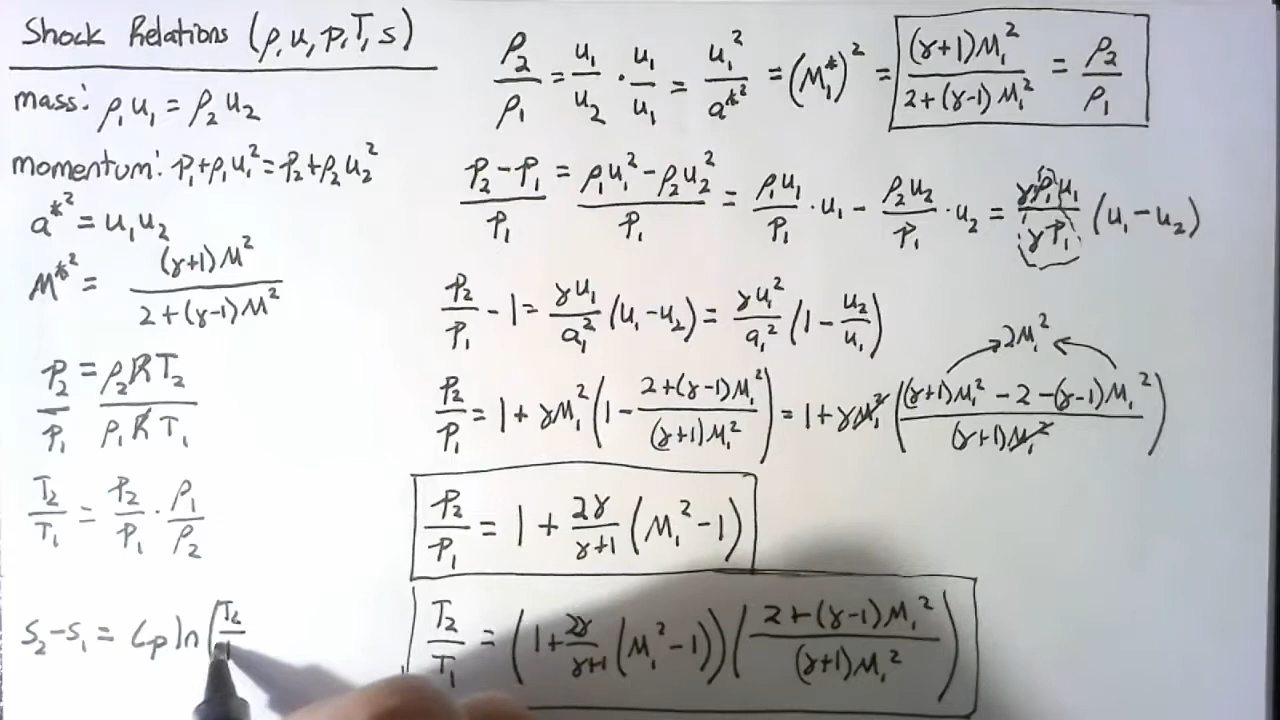 Shock Relations (ρ, u, p, T, s)
mass: ρ₁u₁ = ρ₂u₂
momentum: p₁+ρ₁u₁² = p₂+ρ₂u₂²
a*² = u₁u₂
M*² = (γ+1)M² / 2+(γ-1)M²
p₂/p₁ = ρ₂RT₂ / ρ₁RT₁
T₂/T₁ = p₂/p₁ · ρ₁/ρ₂
s₂-s₁ = Cp ln(T₂/
ρ₂/ρ₁ = u₁/u₂ · u₁/u₁ = u₁²/a*² = (M₁*)² = (γ+1)M₁² / 2+(γ-1)M₁² = ρ₂/ρ₁
p₂-p₁/p₁ = ρ₁u₁²-ρ₂u₂²/p₁ = ρ₁u₁/p₁ · u₁ - ρ₂u₂/p₁ · u₂ = γρ₁u₁/γp₁ (u₁-u₂)
p₂/p₁ - 1 = γu₁/a₁² (u₁-u₂) = γu₁²/a₁² (1 - u₂/u₁)
2M₁²
p₂/p₁ = 1 + γM₁² (1 - 2+(γ-1)M₁² / (γ+1)M₁²) = 1 + γM₁² ((γ+1)M₁² - 2 - (γ-1)M₁² / (γ+1)M₁²)
p₂/p₁ = 1 + 2γ/γ+1 (M₁²-1)
T₂/T₁ = (1 + 2γ/γ+1 (M₁²-1)) (2+(γ-1)M₁² / (γ+1)M₁²)